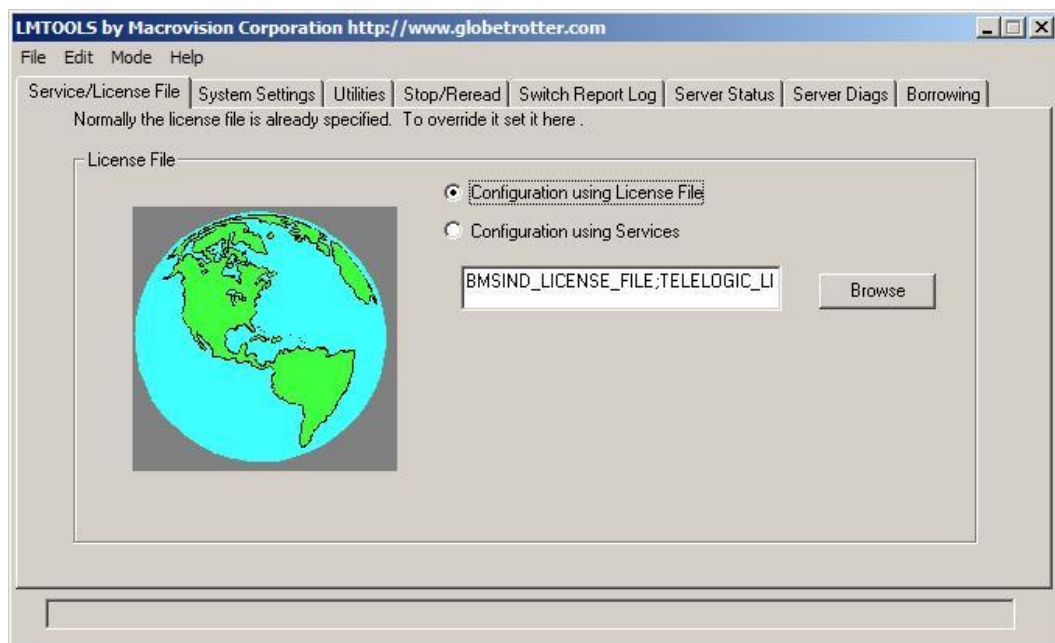 LMTOOLS by Macrovision Corporation http://www.globetrotter.com
File Edit Mode Help
Service/License File System Settings Utilities Stop/Reread Switch Report Log Server Status Server Diags Borrowing
Normally the license file is already specified. To override it set it here .
License File
Configuration using License File
Configuration using Services
BMSIND_LICENSE_FILE;TELELOGIC_LI
Browse